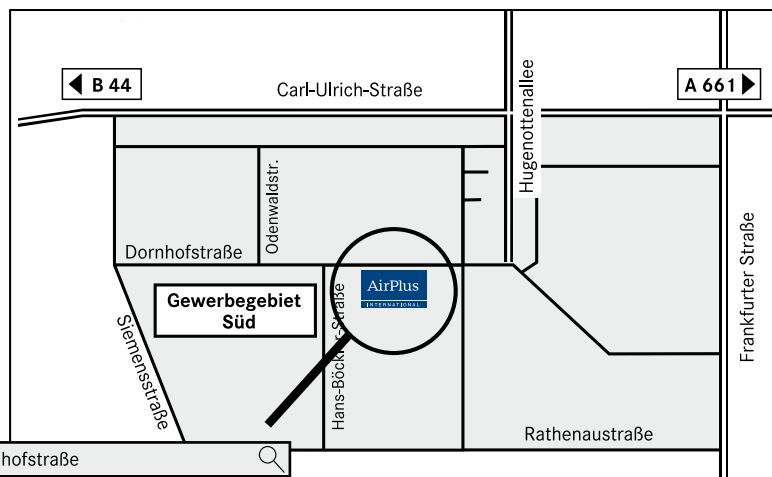 B 44
Carl-Ulrich-Straße
Hugenottenallee
A 661
Odenwaldstr.
Dornhofstraße
Frankfurter Straße
AirPlus
INTERNATIONAL
Gewerbegebiet
Süd
Hans-Böckler-Straße
Siemensstraße
Rathenaustraße
hofstraße